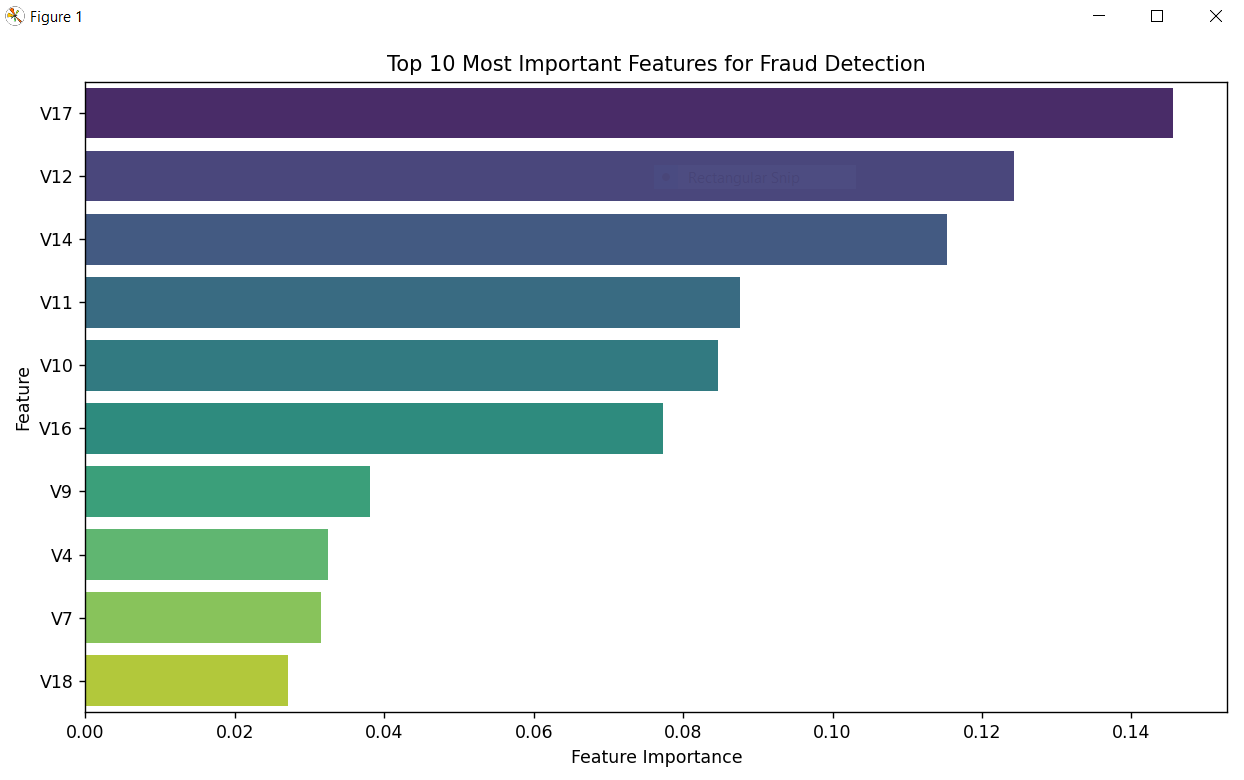 Figure 1
Top 10 Most Important Features for Fraud Detection
V17
V12
Rectangular Snip
V14
V11
V10
Feature
V16
V9
V4
V7
V18
0.00 0.02 0.04 0.06 0.08 0.10 0.12 0.14
Feature Importance